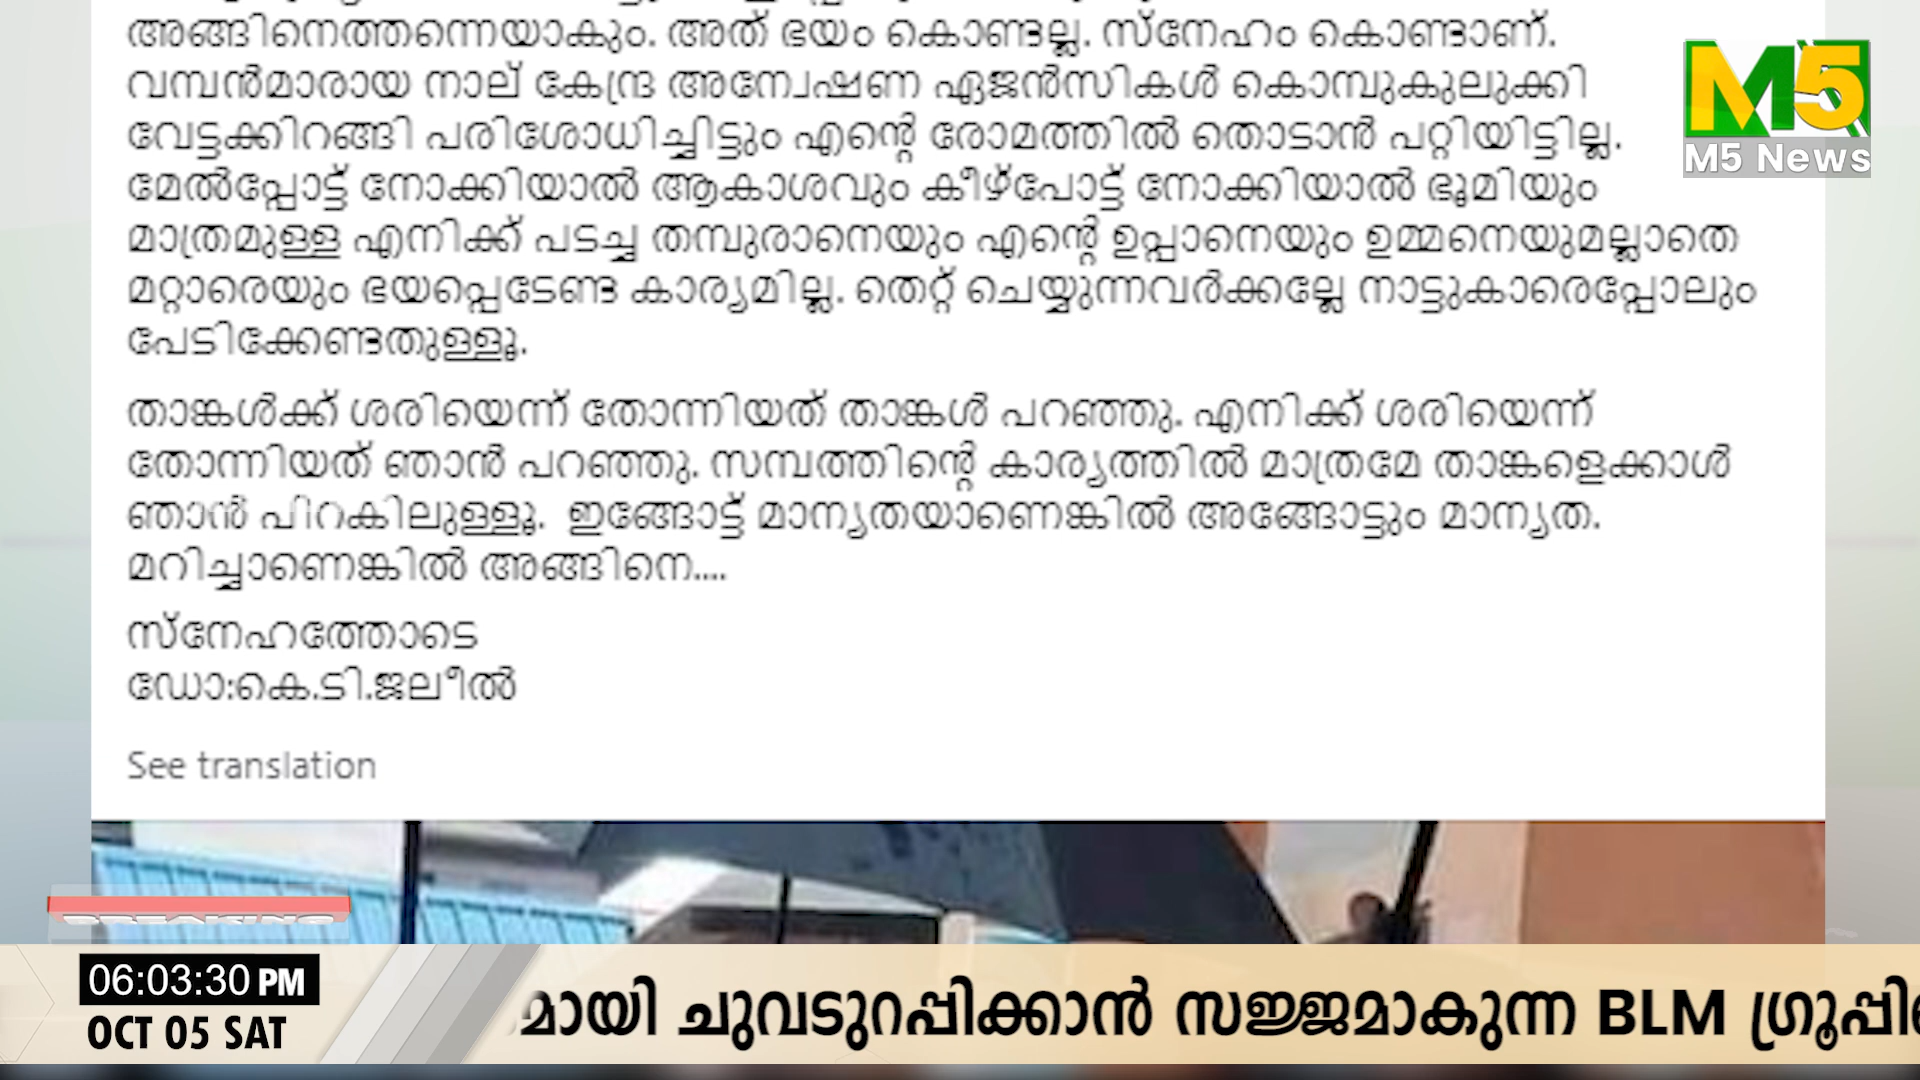 അങ്ങിനെത്തന്നെയാകും. അത് ഭയം കൊണ്ടല്ല. സ്നേഹം കൊണ്ടാണ്.
വമ്പൻമാരായ നാല് കേന്ദ്ര അന്വേഷണ ഏജൻസികൾ കൊമ്പുകുലുക്കി
വേട്ടക്കിറങ്ങി പരിശോധിച്ചിട്ടും എന്റെ രോമത്തിൽ തൊടാൻ പറ്റിയിട്ടില്ല.
മേൽപ്പോട്ട് നോക്കിയാൽ ആകാശവും കീഴ്പോട്ട് നോക്കിയാൽ ഭൂമിയും
മാത്രമുള്ള എനിക്ക് പടച്ച തമ്പുരാനെയും എന്റെ ഉപ്പാനെയും ഉമ്മനെയുമല്ലാതെ
മറ്റാരെയും ഭയപ്പെടേണ്ട കാര്യമില്ല. തെറ്റ് ചെയ്യുന്നവർക്കല്ലേ നാട്ടുകാരെപ്പോലും
പേടിക്കേണ്ടതുള്ളൂ.
താങ്കൾക്ക് ശരിയെന്ന് തോന്നിയത് താങ്കൾ പറഞ്ഞു. എനിക്ക് ശരിയെന്ന്
തോന്നിയത് ഞാൻ പറഞ്ഞു. സമ്പത്തിന്റെ കാര്യത്തിൽ മാത്രമേ താങ്കളെക്കാൾ
ഞാൻ പിറകിലുള്ളൂ. ഇങ്ങോട്ട് മാന്യതയാണെങ്കിൽ അങ്ങോട്ടും മാന്യത.
മറിച്ചാണെങ്കിൽ അങ്ങിനെ....
സ്നേഹത്തോടെ
ഡോ:കെ.ടി.ജലീൽ
See translation
M5
M5 News
BREAKING
06:03:30 PM
OCT 05 SAT
മായി ചുവടുറപ്പിക്കാൻ സജ്ജമാകുന്ന BLM ഗ്രൂപ്പി